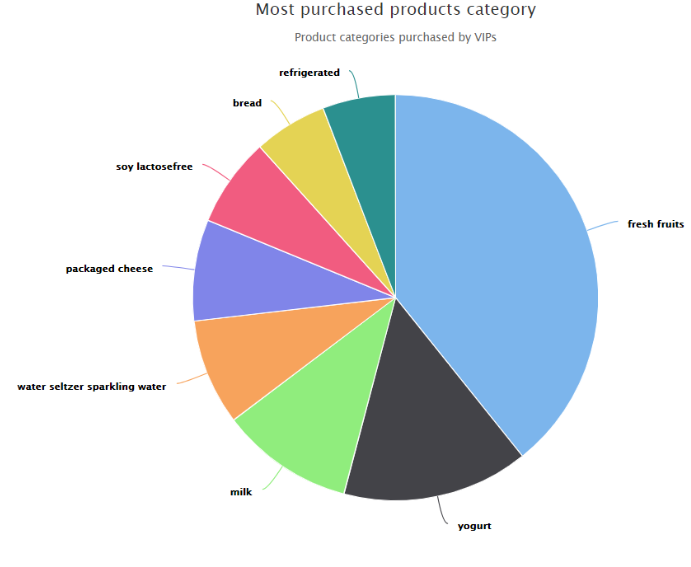 Most purchased products category
Product categories purchased by VIPs
refrigerated
bread
soy lactosefree
fresh fruits
packaged cheese
water seltzer sparkling water
milk
yogurt